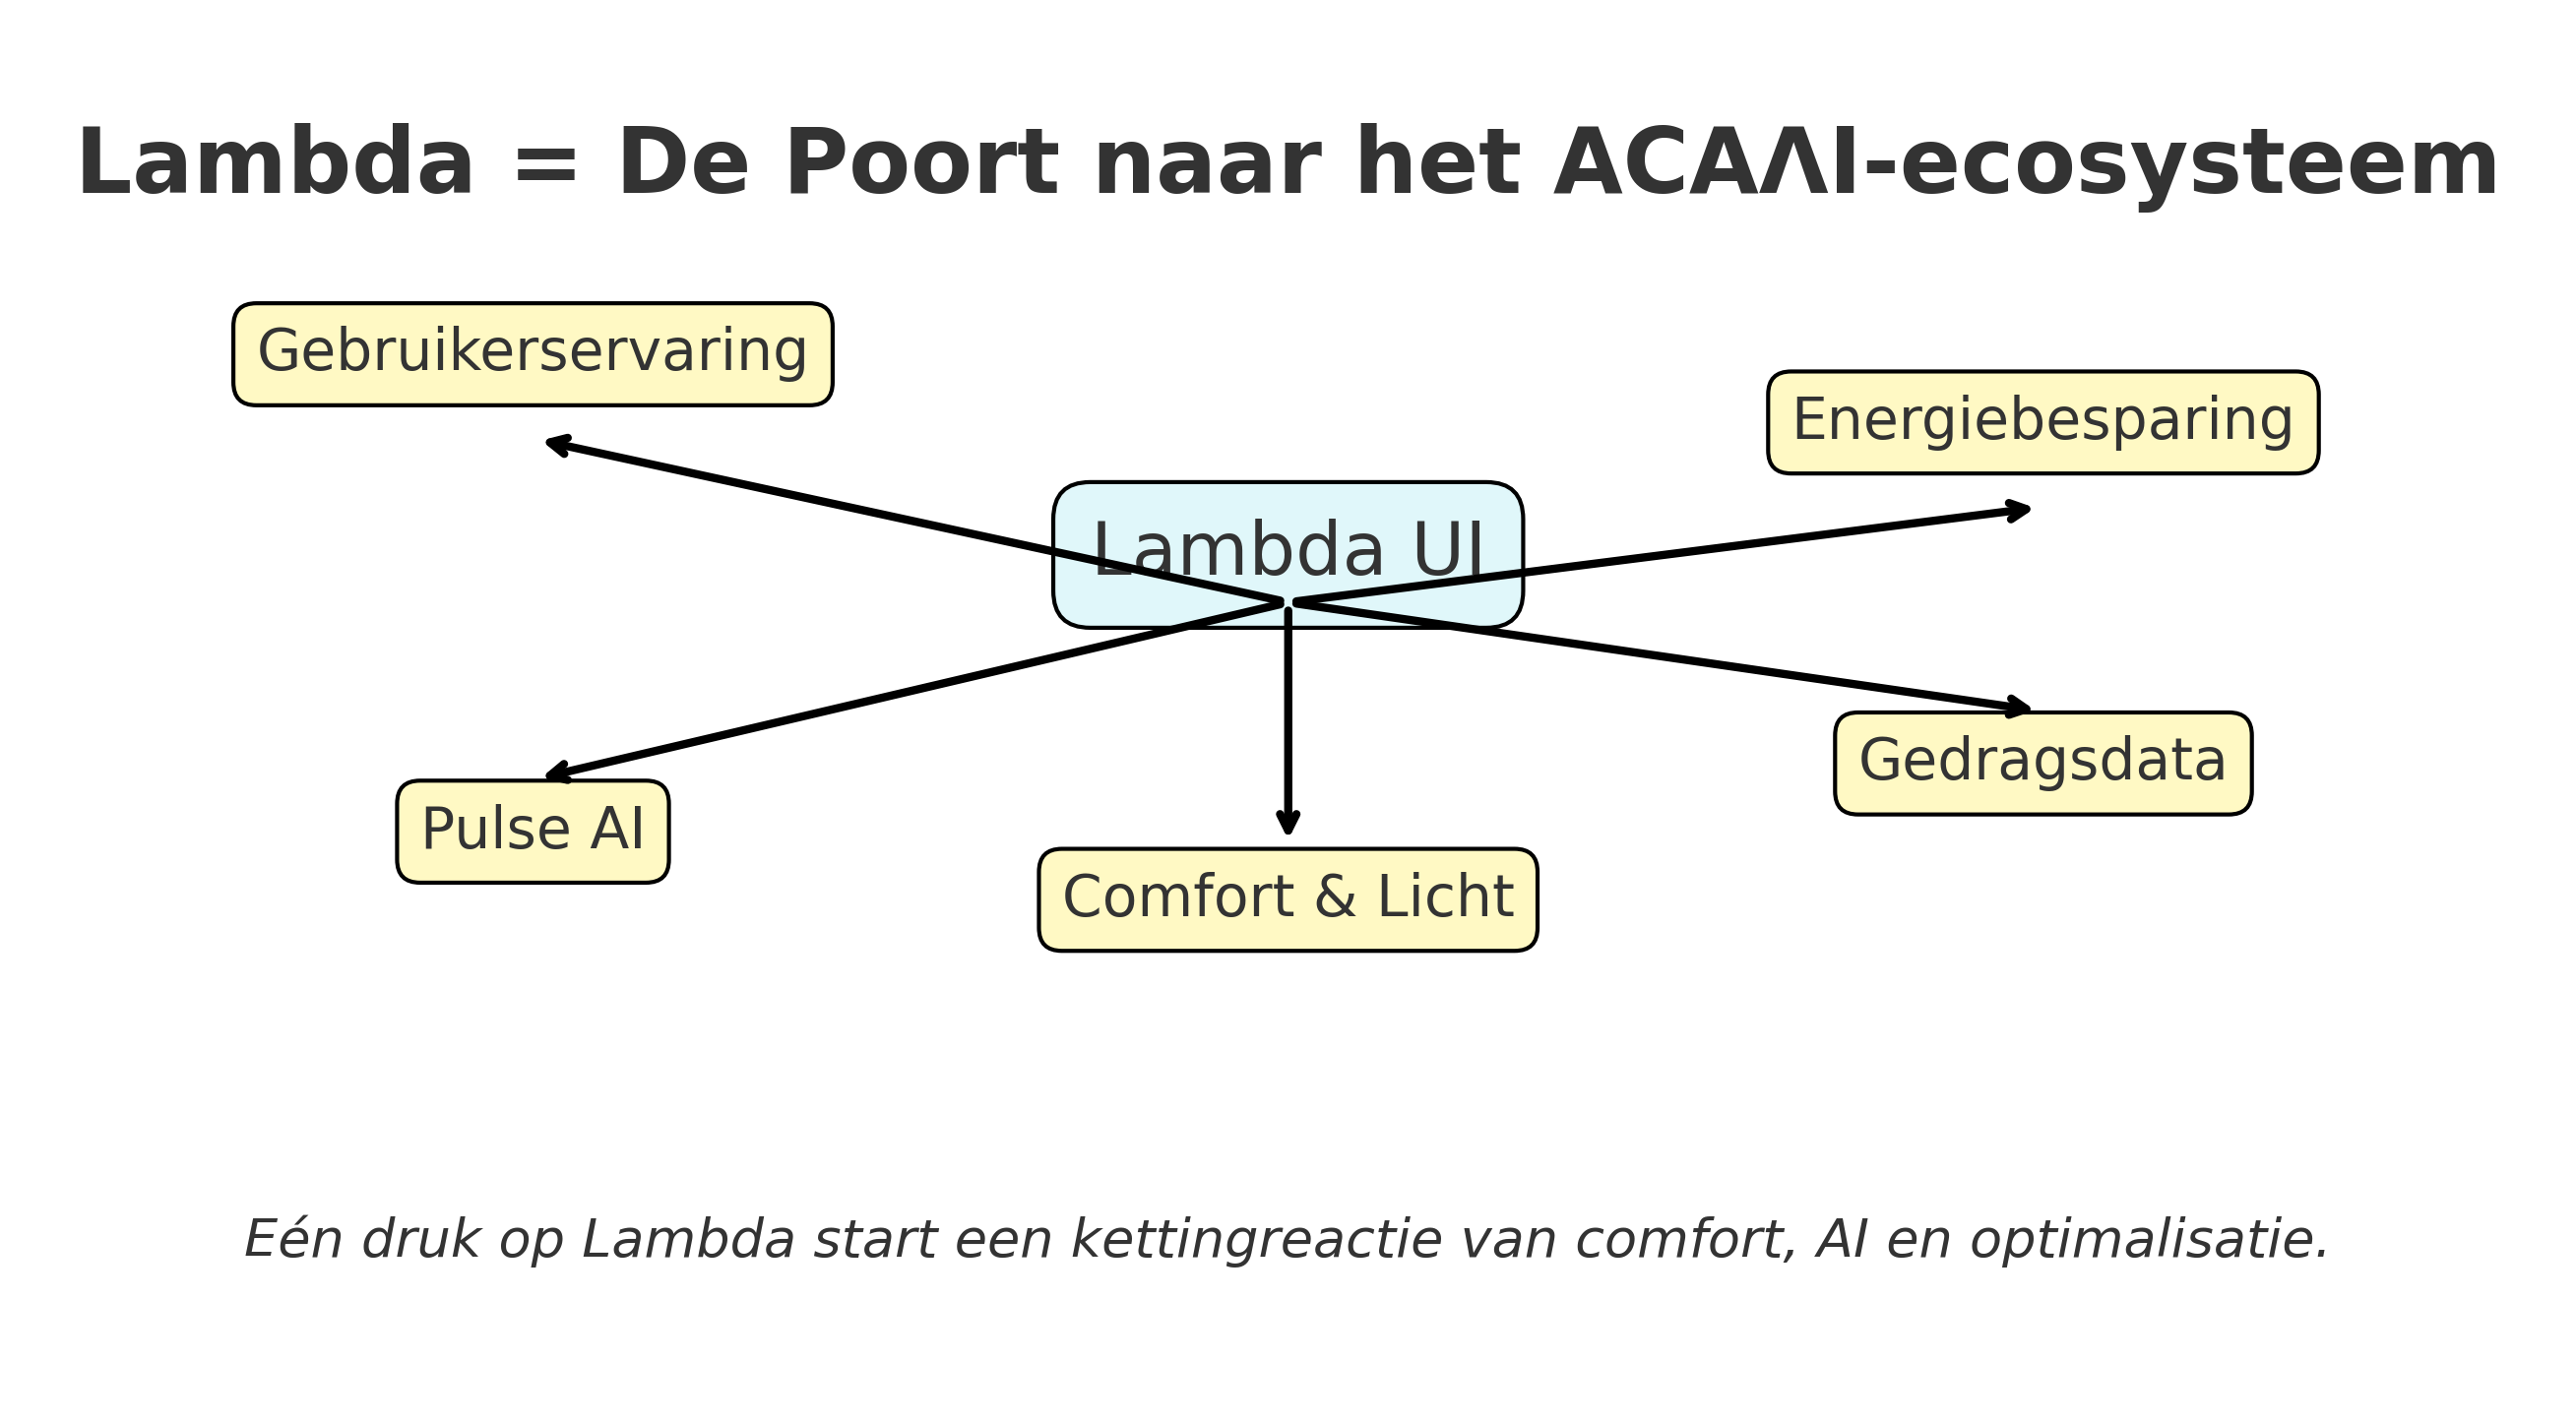 Lambda = De Poort naar het ACAΛI-ecosysteem
Gebruikerservaring
Energiebesparing
Lambda UI
Gedragsdata
Pulse AI
Comfort & Licht
Eén druk op Lambda start een kettingreactie van comfort, AI en optimalisatie.